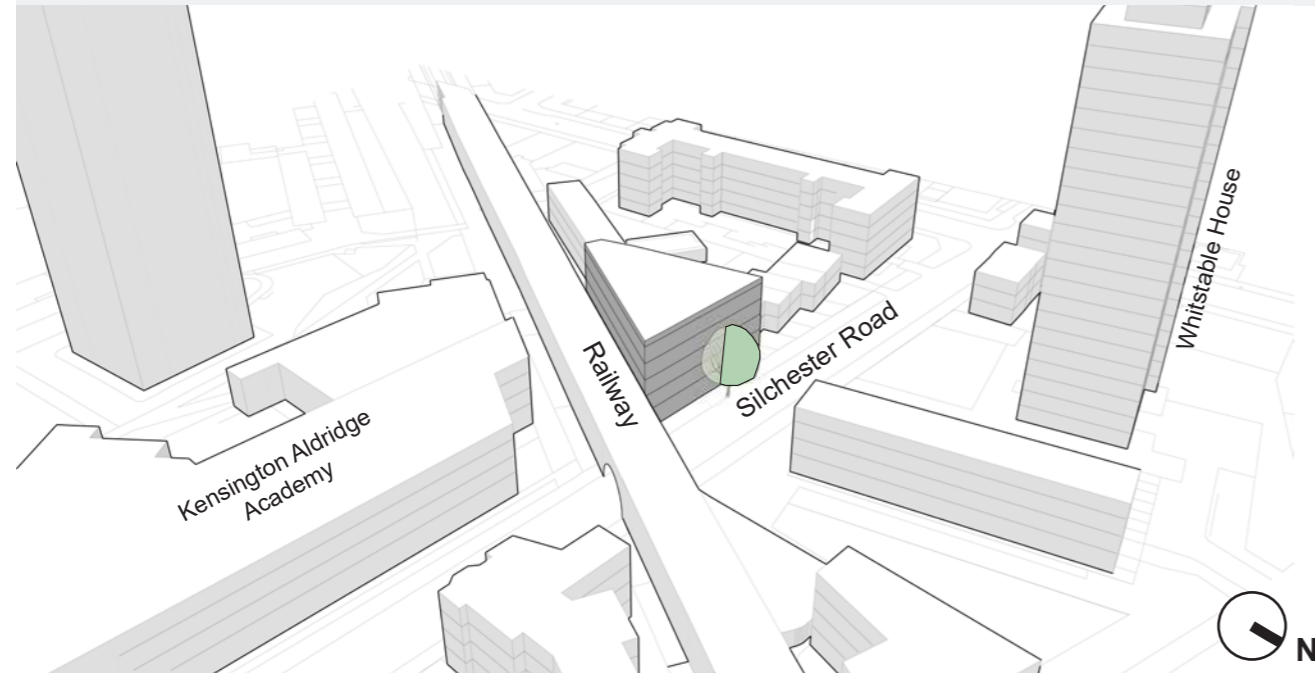 Whitstable House
Silchester Road
Railway
Kensington Aldridge
Academy
N